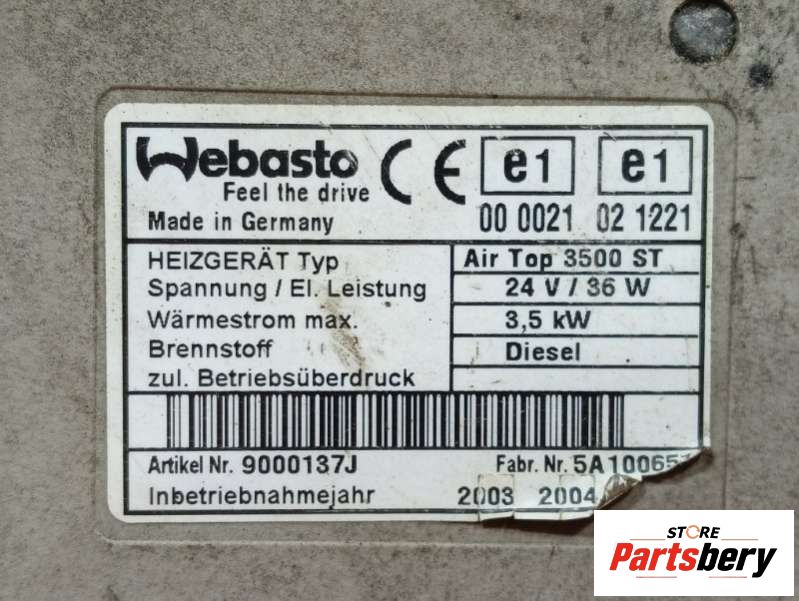 Webasto
Feel the drive
CE
e1
e1
Made in Germany
00 0021
02 1221
HEIZGERÄT Typ
Air Top 3500 ST
Spannung / El. Leistung
24 V / 36 W
Wärmestrom max.
3,5 kW
Brennstoff
Diesel
zul. Betriebsüberdruck
Artikel Nr. 9000137J
Fabr. Nr. 5A10065
Inbetriebnahmejahr
2003 2004
STORE
Partsbery